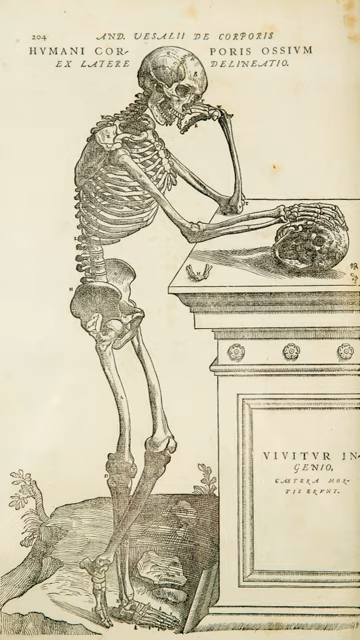 204 AND. VESALII DE CORPORIS
HVMANI COR- PORIS OSSIVM
EX LATERE DELINEATIO.
VIVITVR IN-
GENIO,
CAETERA MOR-
TIS ERVNT.